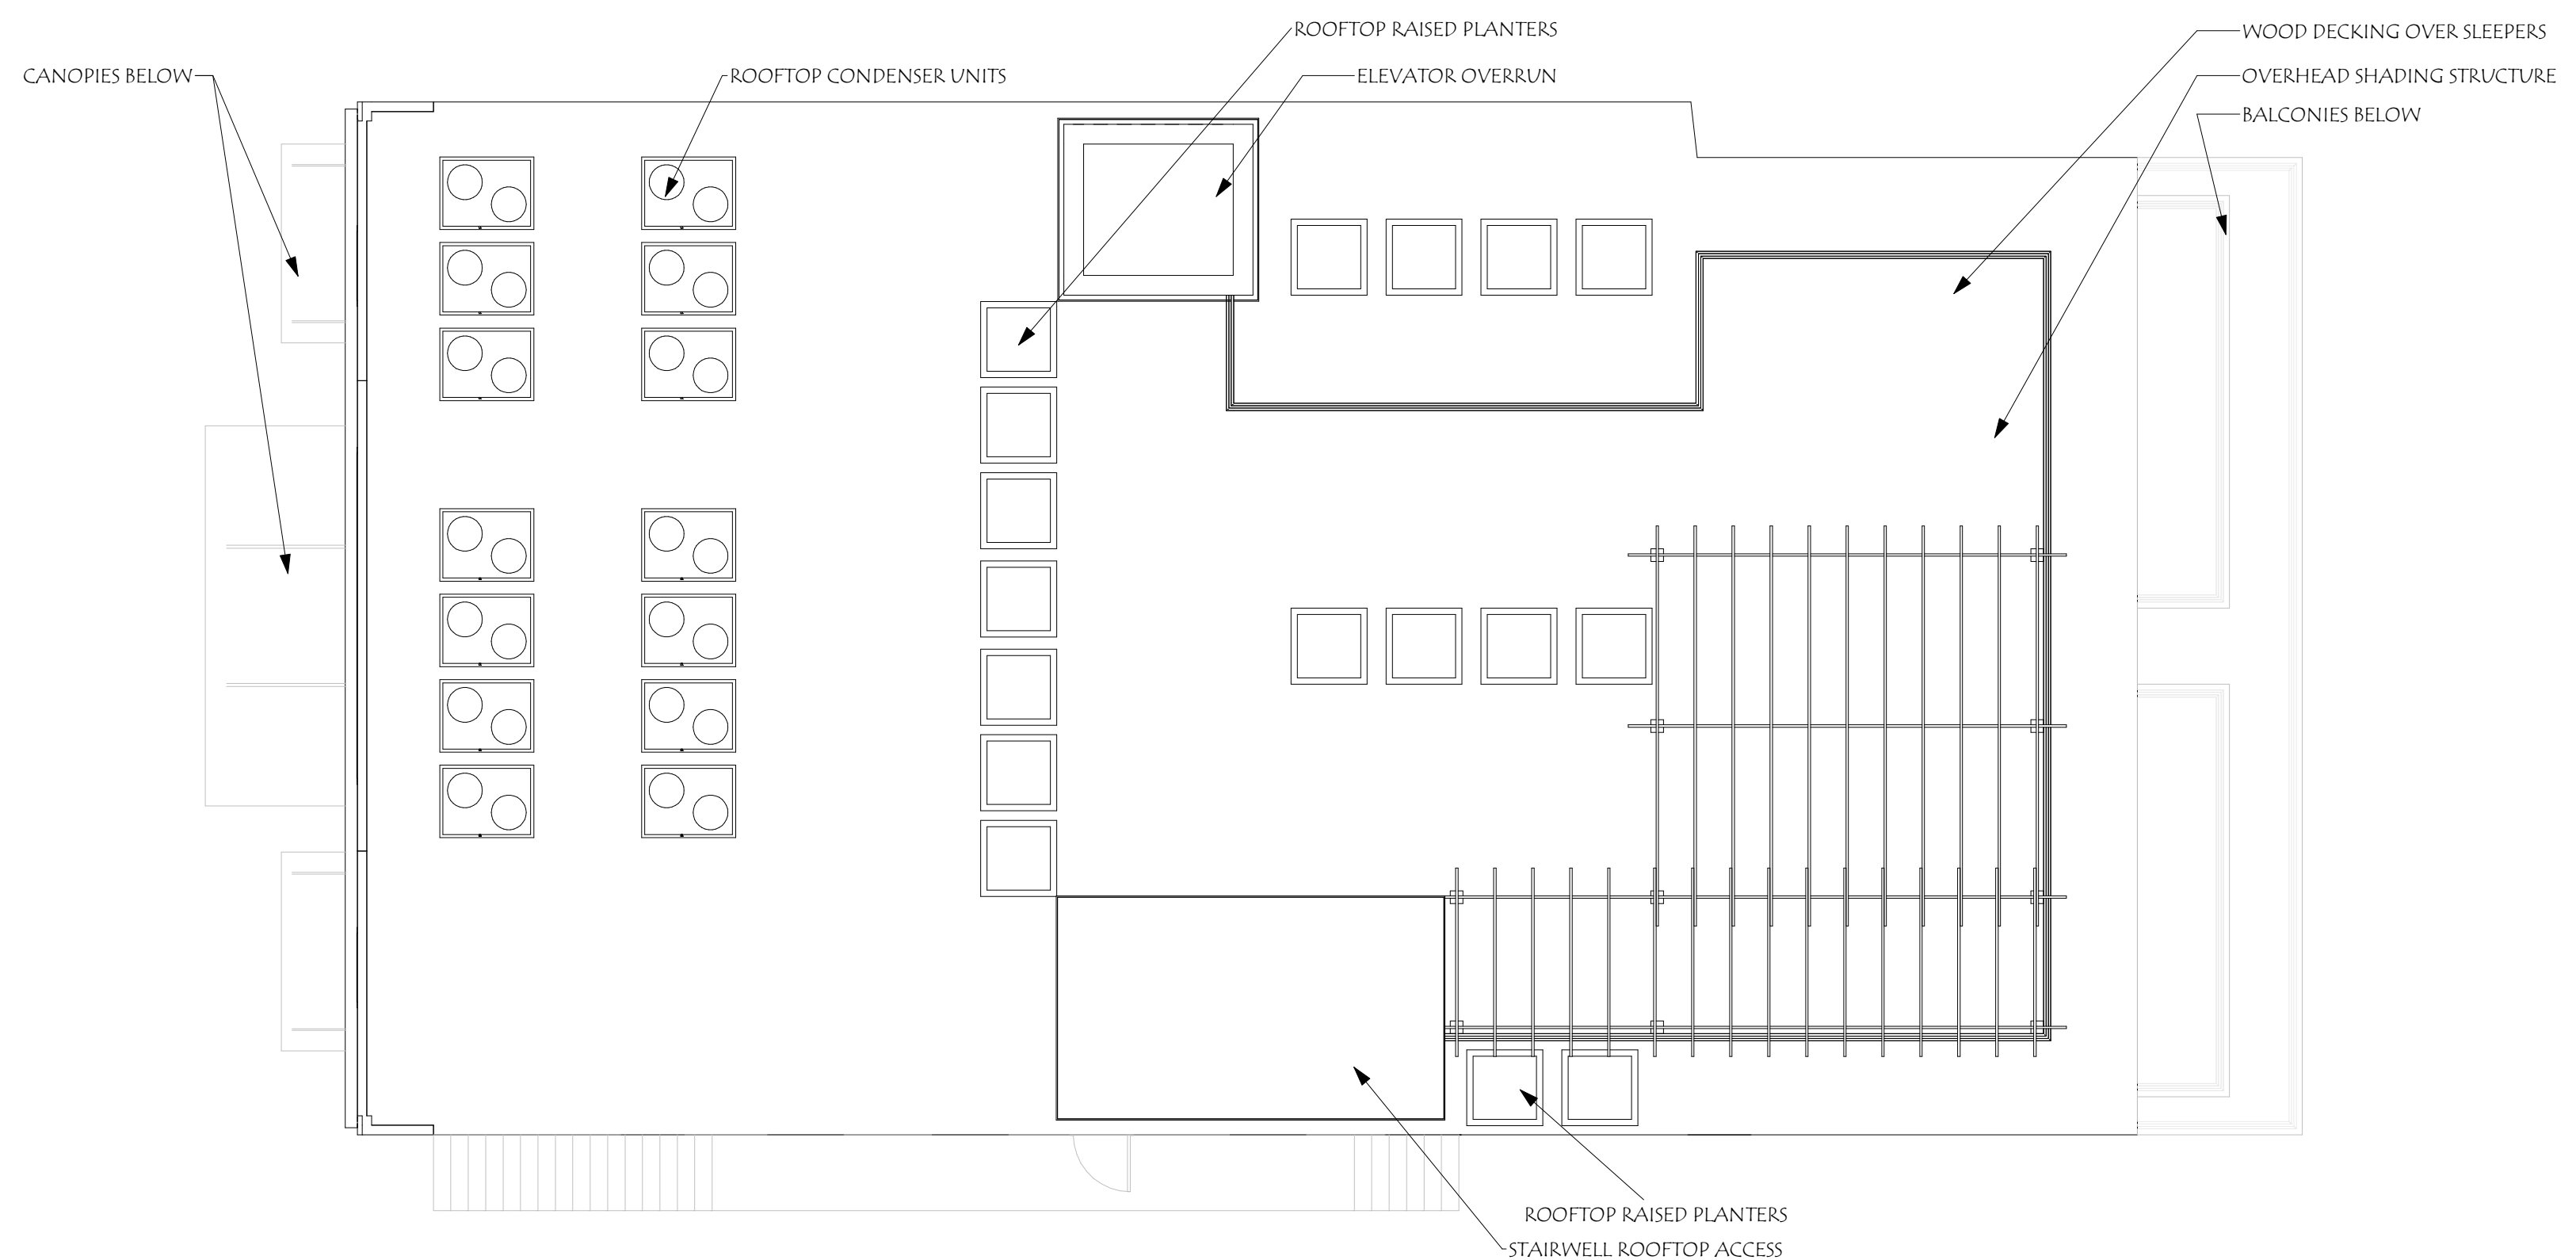 ROOFTOP RAISED PLANTERS
WOOD DECKING OVER SLEEPERS
CANOPIES BELOW
ROOFTOP CONDENSER UNITS
ELEVATOR OVERRUN
OVERHEAD SHADING STRUCTURE
BALCONIES BELOW
ROOFTOP RAISED PLANTERS
STAIRWELL ROOFTOP ACCESS